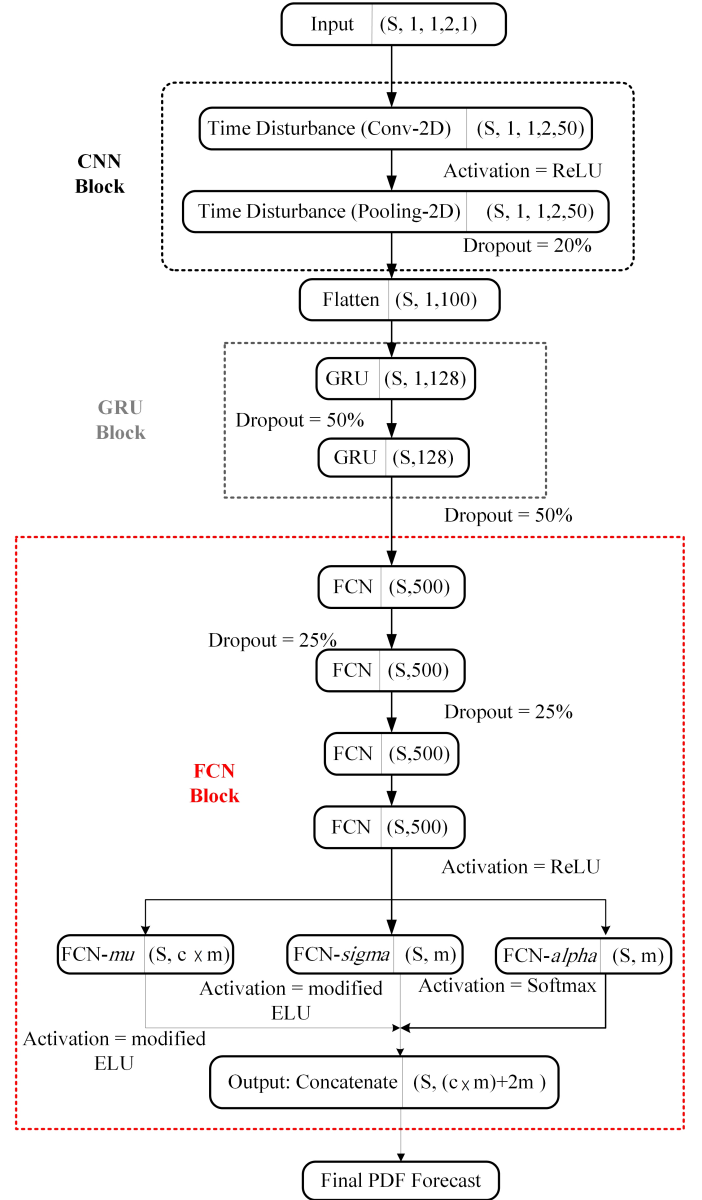 Input (S, 1, 1,2,1)
Time Disturbance (Conv-2D) (S, 1, 1,2,50)
CNN
Block
Activation = ReLU
Time Disturbance (Pooling-2D) (S, 1, 1,2,50)
Dropout = 20%
Flatten (S, 1,100)
GRU (S, 1,128)
GRU
Block
Dropout = 50%
GRU (S,128)
Dropout = 50%
FCN (S,500)
Dropout = 25%
FCN (S,500)
Dropout = 25%
FCN (S,500)
FCN
Block
FCN (S,500)
Activation = ReLU
FCN-mu (S, c x m) FCN-sigma (S, m) FCN-alpha (S, m)
Activation = modified
ELU
Activation = Softmax
Activation = modified
ELU
Output: Concatenate (S, (c x m)+2m )
Final PDF Forecast